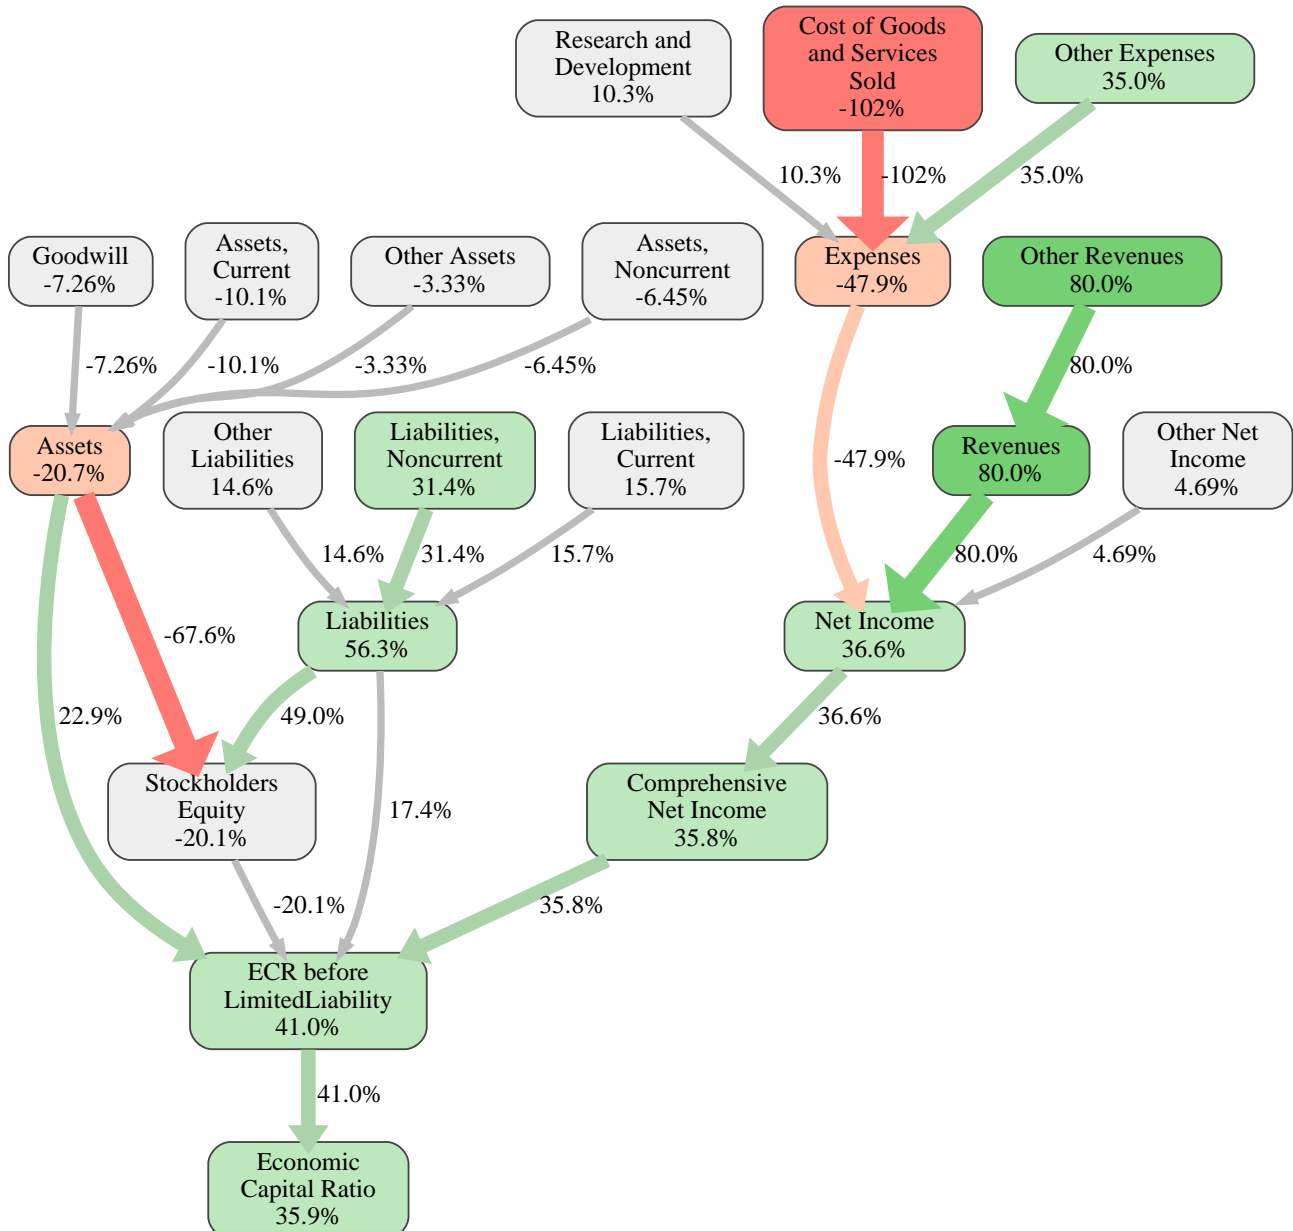 Research and
Development
10.3%
Cost of Goods
and Services
Sold
-102%
Other Expenses
35.0%
10.3%
-102%
35.0%
Goodwill
-7.26%
Assets,
Current
-10.1%
Other Assets
-3.33%
Assets,
Noncurrent
-6.45%
Expenses
-47.9%
Other Revenues
80.0%
-7.26%
-10.1%
-3.33%
-6.45%
80.0%
Assets
-20.7%
Other
Liabilities
14.6%
Liabilities,
Noncurrent
31.4%
Liabilities,
Current
15.7%
-47.9%
Revenues
80.0%
Other Net
Income
4.69%
14.6%
31.4%
15.7%
80.0%
4.69%
-67.6%
Liabilities
56.3%
Net Income
36.6%
22.9%
49.0%
36.6%
Stockholders
Equity
-20.1%
17.4%
Comprehensive
Net Income
35.8%
-20.1%
35.8%
ECR before
LimitedLiability
41.0%
41.0%
Economic
Capital Ratio
35.9%